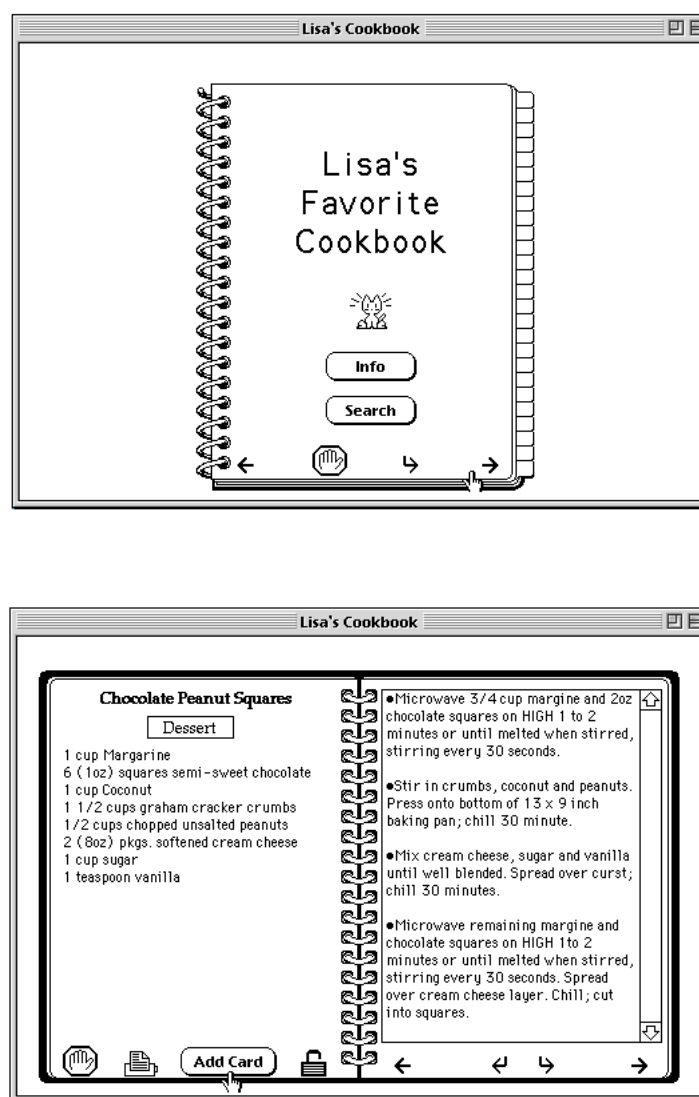 Lisa's Cookbook
Lisa's
Favorite
Cookbook
Info
Search
Lisa's Cookbook
Chocolate Peanut Squares
Dessert
1 cup Margarine
6 (1oz) squares semi-sweet chocolate
1 cup Coconut
1 1/2 cups graham cracker crumbs
1/2 cups chopped unsalted peanuts
2 (8oz) pkgs. softened cream cheese
1 cup sugar
1 teaspoon vanilla
Add Card
●Microwave 3/4 cup margine and 2oz
chocolate squares on HIGH 1 to 2
minutes or until melted when stirred,
stirring every 30 seconds.
●Stir in crumbs, coconut and peanuts.
Press onto bottom of 13 x 9 inch
baking pan; chill 30 minute.
●Mix cream cheese, sugar and vanilla
until well blended. Spread over curst;
chill 30 minutes.
●Microwave remaining margine and
chocolate squares on HIGH 1to 2
minutes or until melted when stirred,
stirring every 30 seconds. Spread
over cream cheese layer. Chill; cut
into squares.